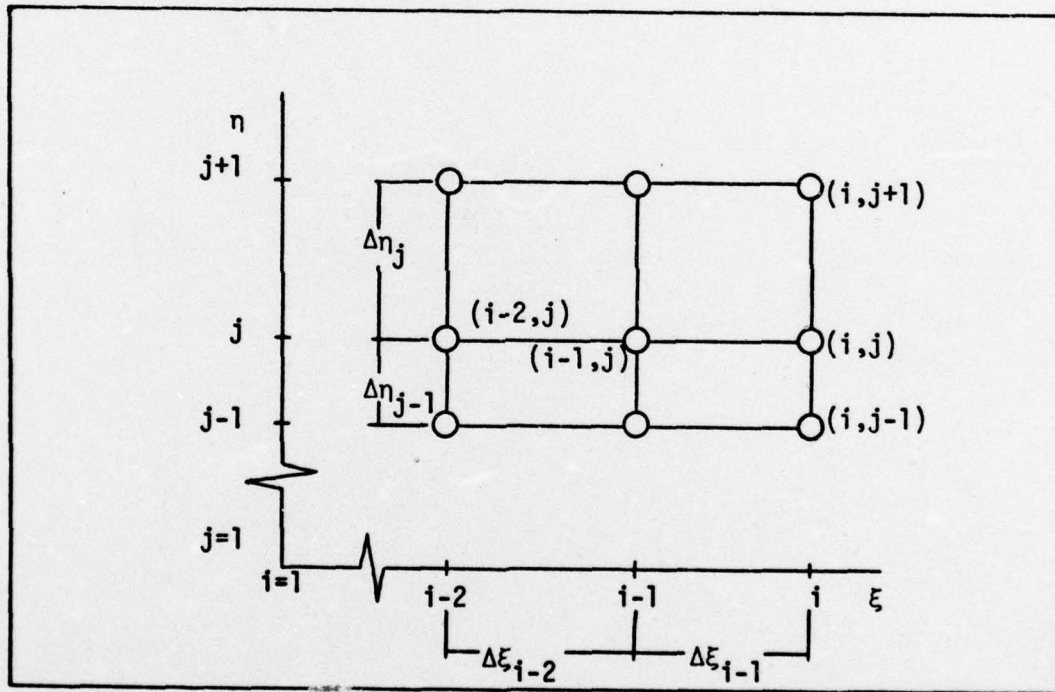 η
j+1
(i,j+1)
Δη_j
(i-2,j)
j
(i-1,j)
(i,j)
Δη_{j-1}
j-1
(i,j-1)
j=1
i=1
i-2
i-1
i
ξ
Δξ_{i-2}
Δξ_{i-1}